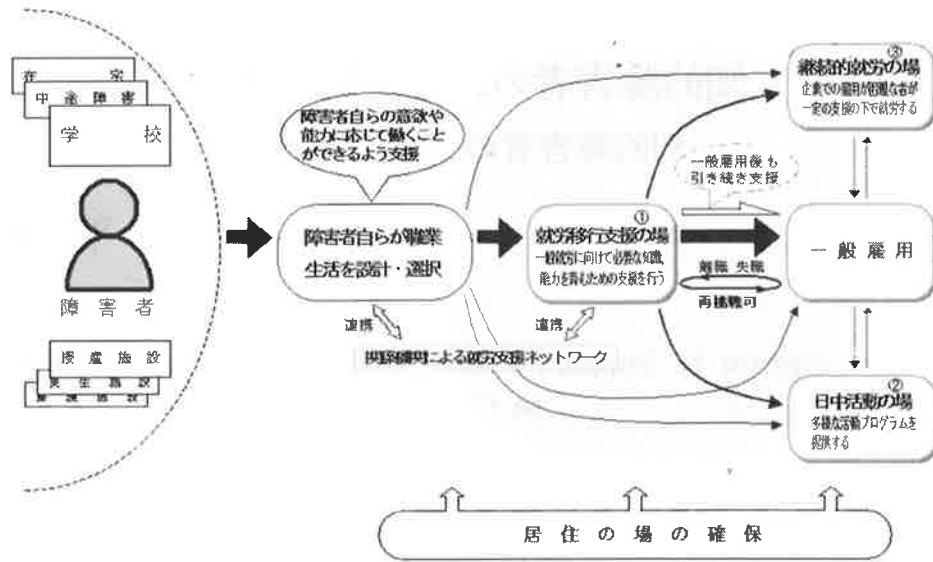 在宅
中途障害
学校
障害者
授産施設
更生施設
障害者自らの意欲や
能力に応じて働くこと
ができるよう支援
障害者自らが職業
生活を設計・選択
①
就労移行支援の場
一般就労に向けて必要な知識、
能力を育むための支援を行う
連携
連携
による就労支援ネットワーク
一般雇用後も
引き続き支援
離職 失職
再挑戦可
③
継続的就労の場
企業での雇用が困難な者が
一定の支援の下で就労する
一般雇用
②
日中活動の場
多様な活動プログラムを
提供する
居住の場の確保